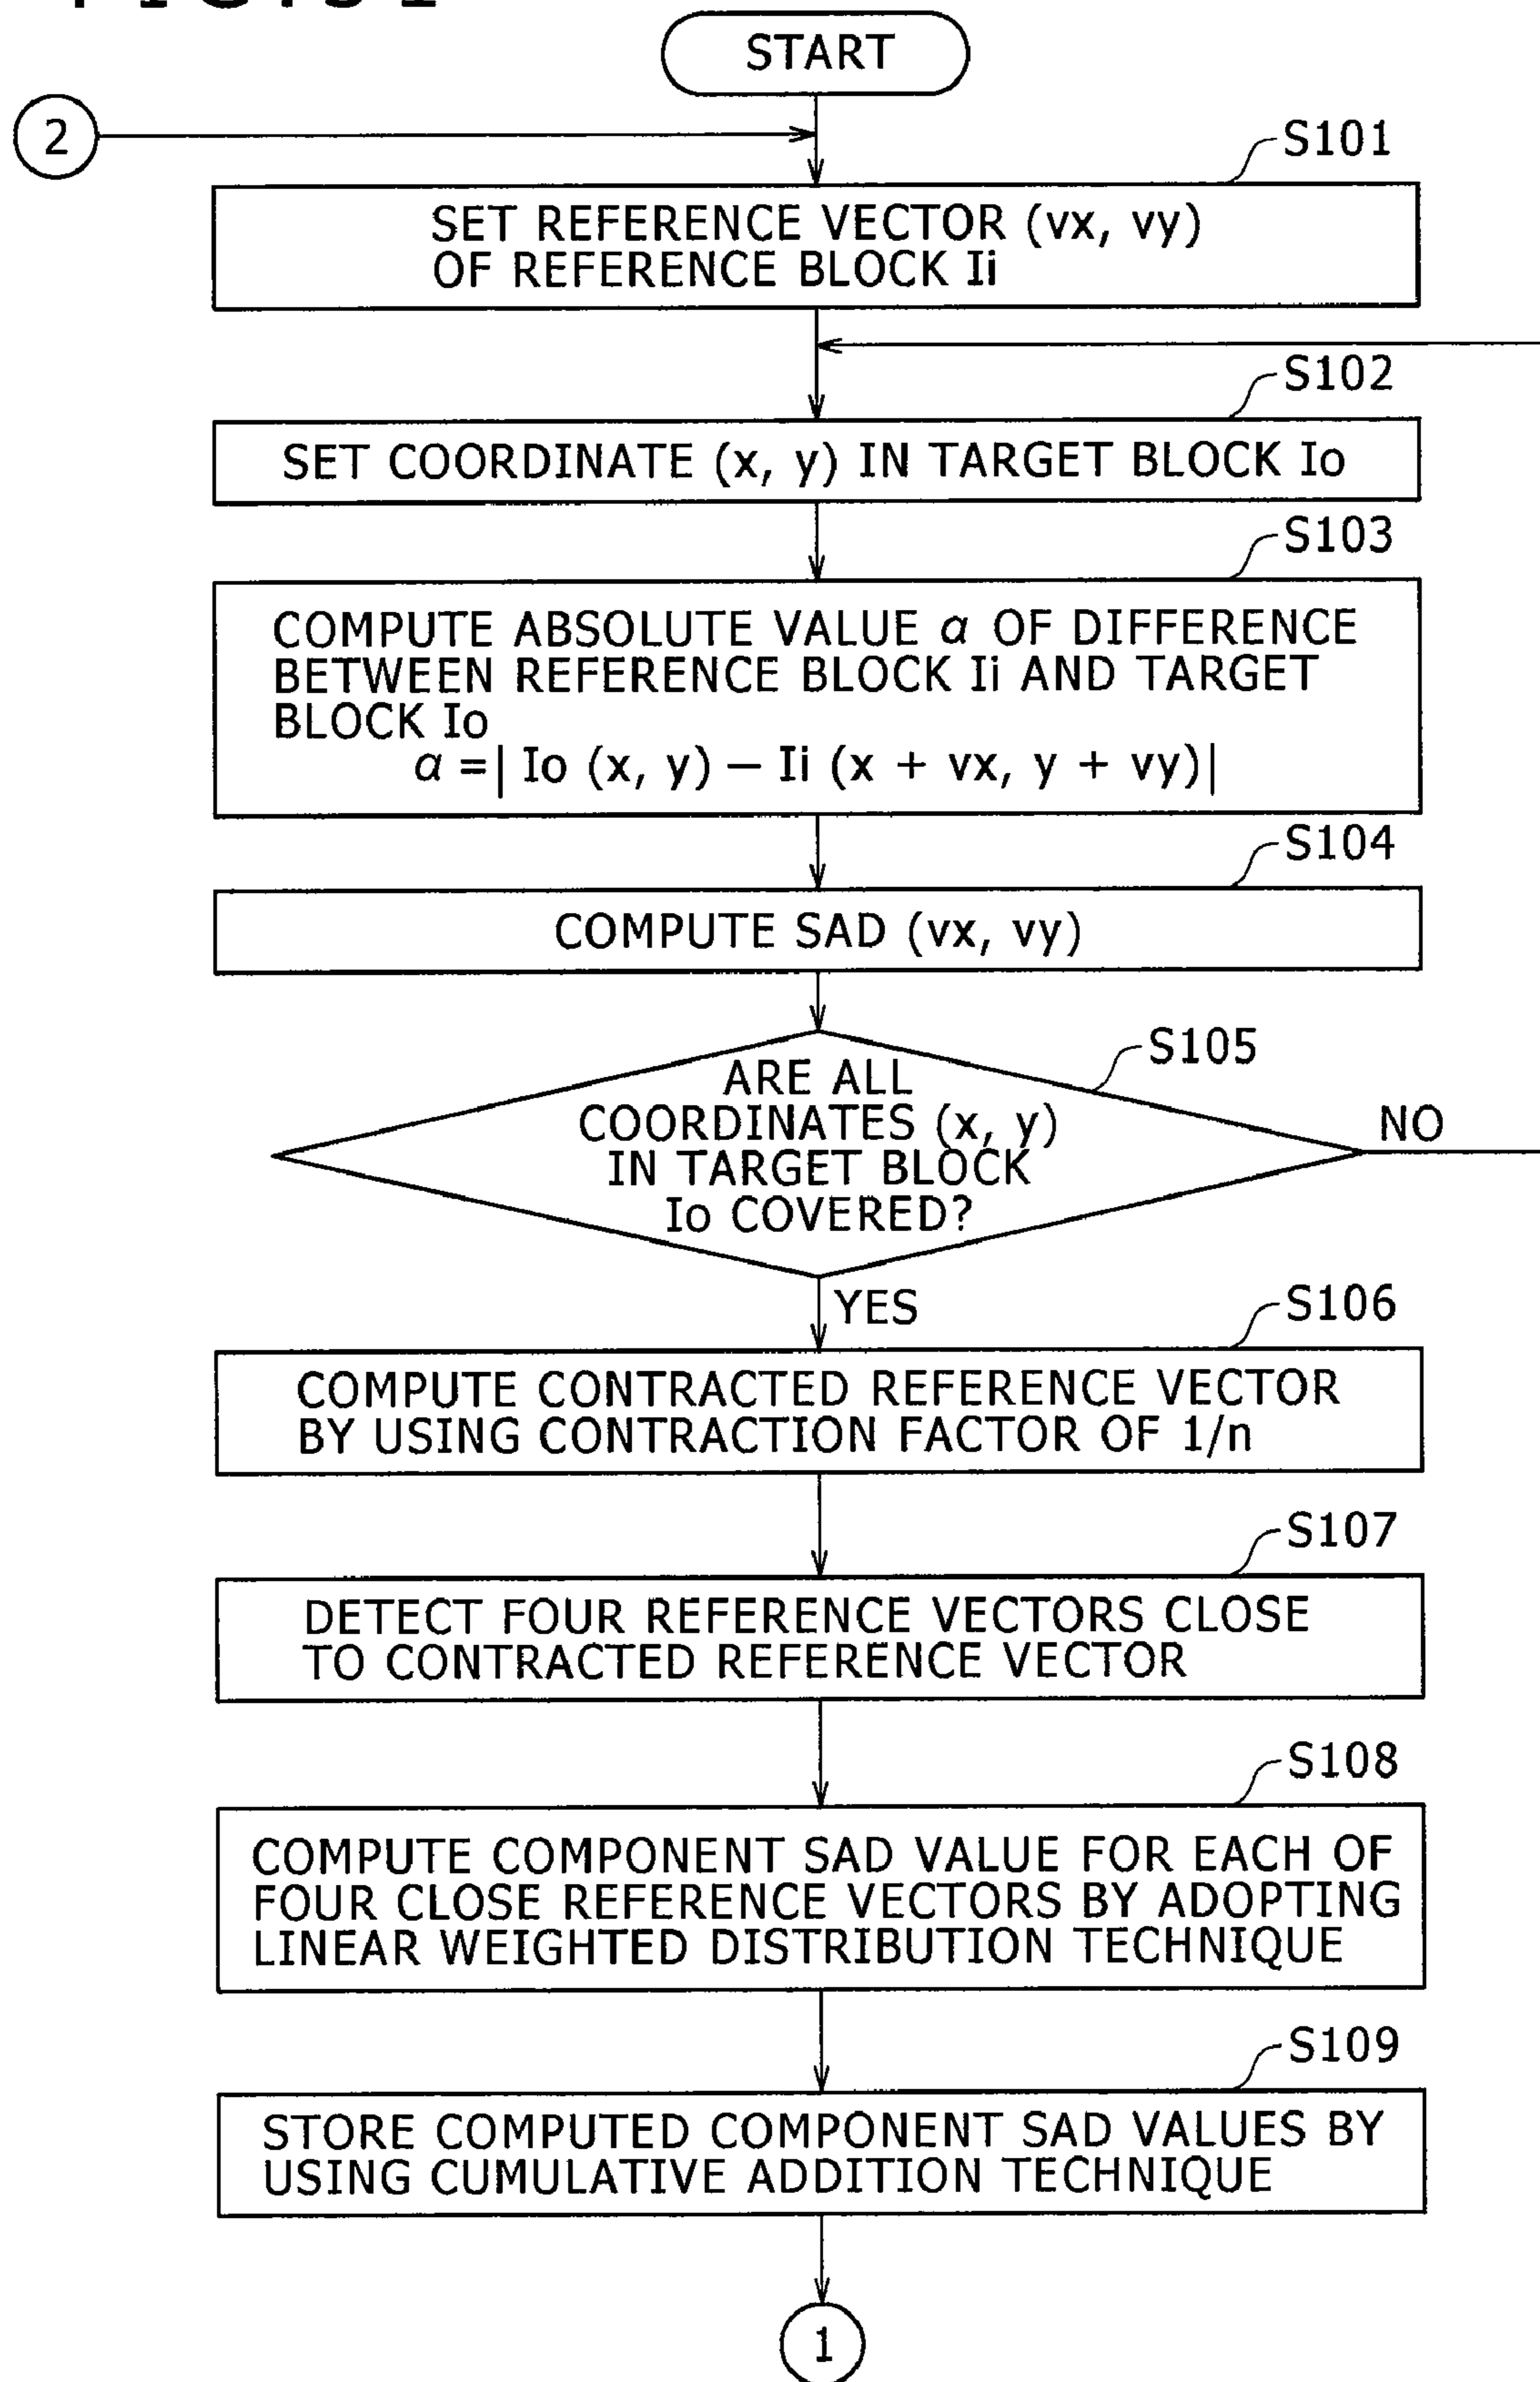 START
2
S101
SET REFERENCE VECTOR (vx, vy)
OF REFERENCE BLOCK Ii
S102
SET COORDINATE (x, y) IN TARGET BLOCK Io
S103
COMPUTE ABSOLUTE VALUE α OF DIFFERENCE
BETWEEN REFERENCE BLOCK Ii AND TARGET
BLOCK Io
α =| Io (x, y) — Ii (x + vx, y + vy)|
S104
COMPUTE SAD (vx, vy)
S105
ARE ALL
COORDINATES (x, y)
IN TARGET BLOCK
Io COVERED?
NO
YES
S106
COMPUTE CONTRACTED REFERENCE VECTOR
BY USING CONTRACTION FACTOR OF 1/n
S107
DETECT FOUR REFERENCE VECTORS CLOSE
TO CONTRACTED REFERENCE VECTOR
S108
COMPUTE COMPONENT SAD VALUE FOR EACH OF
FOUR CLOSE REFERENCE VECTORS BY ADOPTING
LINEAR WEIGHTED DISTRIBUTION TECHNIQUE
S109
STORE COMPUTED COMPONENT SAD VALUES BY
USING CUMULATIVE ADDITION TECHNIQUE
1